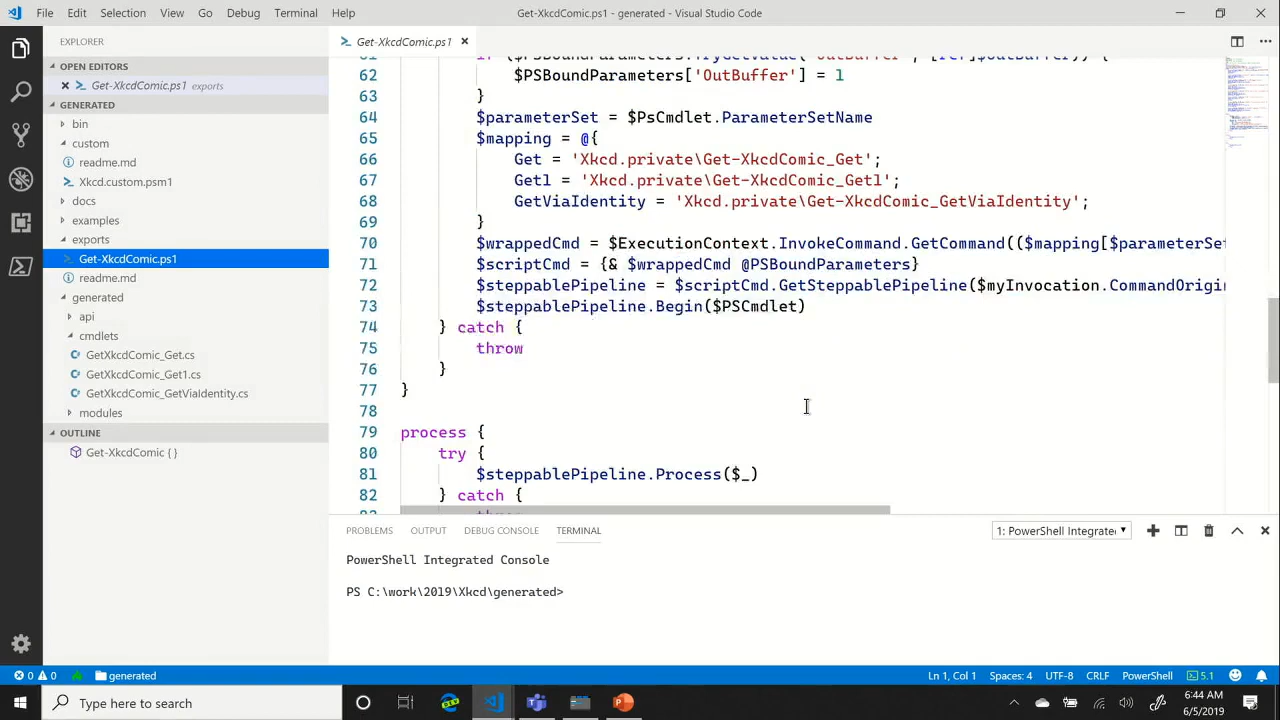 File Edit Selection View Go Debug Terminal Help
Get-XkcdComic.ps1 - generated - Visual Studio Code
EXPLORER
OPEN EDITORS
Get-XkcdComic.ps1 exports
GENERATED
bin
custom
readme.md
Xkcd.custom.psm1
docs
examples
exports
Get-XkcdComic.ps1
readme.md
generated
api
cmdlets
GetXkcdComic_Get.cs
GetXkcdComic_Get1.cs
GetXkcdComic_GetViaIdentity.cs
modules
OUTLINE
Get-XkcdComic { }
Get-XkcdComic.ps1
62 $PSBoundParameters['OutBuffer'] = 1
63 }
64 $parameterSet = $PsCmdlet.ParameterSetName
65 $mapping = @{
66 Get = 'Xkcd.private\Get-XkcdComic_Get';
67 Get1 = 'Xkcd.private\Get-XkcdComic_Get1';
68 GetViaIdentity = 'Xkcd.private\Get-XkcdComic_GetViaIdentity';
69 }
70 $wrappedCmd = $ExecutionContext.InvokeCommand.GetCommand(($mapping[$parameterSet
71 $scriptCmd = {& $wrappedCmd @PSBoundParameters}
72 $steppablePipeline = $scriptCmd.GetSteppablePipeline($myInvocation.CommandOrigin
73 $steppablePipeline.Begin($PSCmdlet)
74 } catch {
75 throw
76 }
77 }
78
79 process {
80 try {
81 $steppablePipeline.Process($_)
82 } catch {
PROBLEMS OUTPUT DEBUG CONSOLE TERMINAL
1: PowerShell Integrate
PowerShell Integrated Console
PS C:\work\2019\Xkcd\generated>
0 0 generated
Ln 1, Col 1 Spaces: 4 UTF-8 CRLF PowerShell 5.1
Type here to search
6:44 AM
6/5/2019